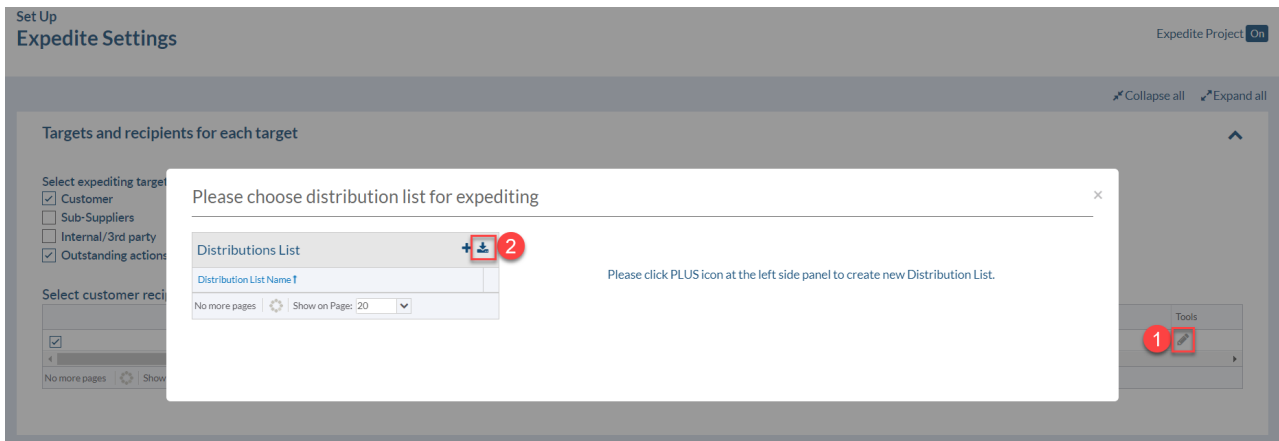 Set Up
Expedite Settings
Expedite Project On
Collapse all Expand all
Targets and recipients for each target
Select expediting target
Customer
Sub-Suppliers
Internal/3rd party
Outstanding actions
Select customer reci
Please choose distribution list for expediting
×
Distributions List
2
Distribution List Name
No more pages Show on Page: 20
Please click PLUS icon at the left side panel to create new Distribution List.
Tools
1
No more pages Show